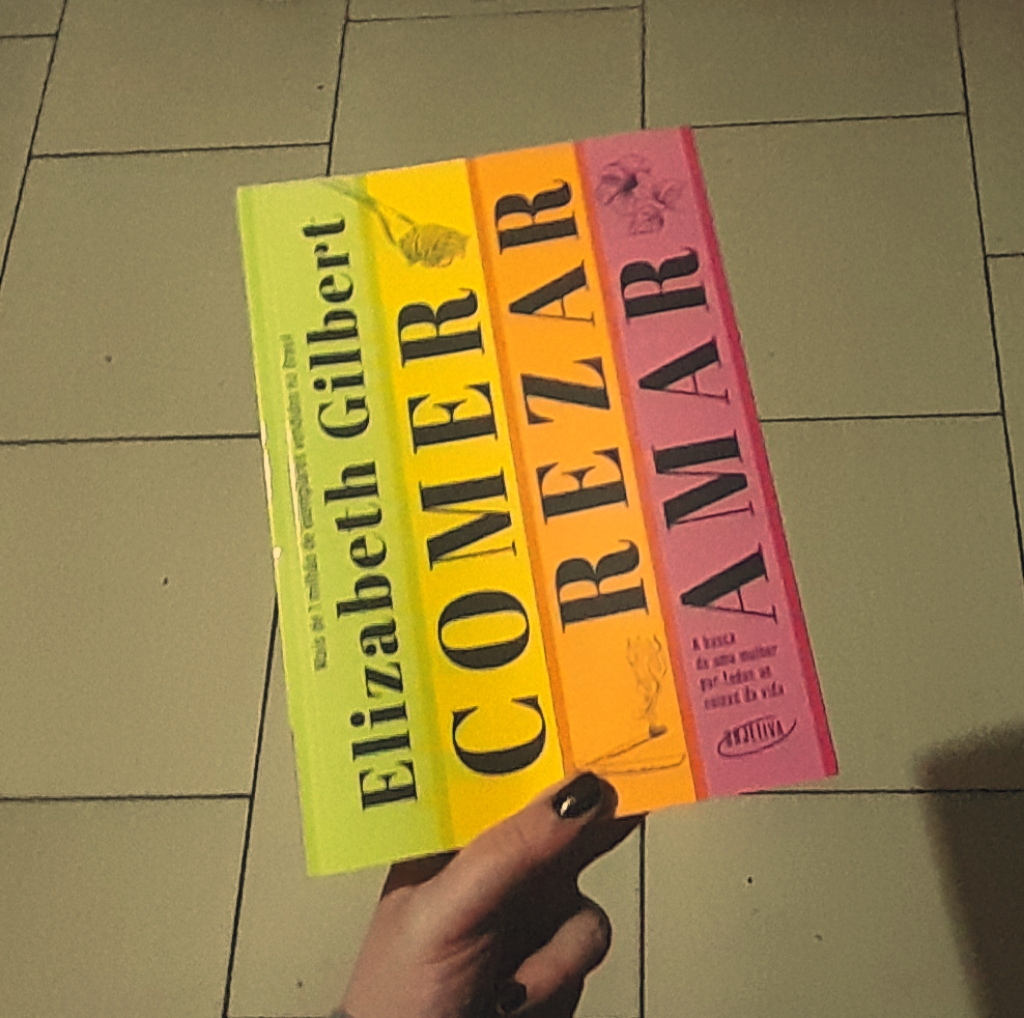 Mais de 1 milhão de exemplares vendidos no Brasil
Elizabeth Gilbert
COMER
REZAR
AMAR
A busca
de uma mulher
por todas as
coisas da vida
OBJETIVA